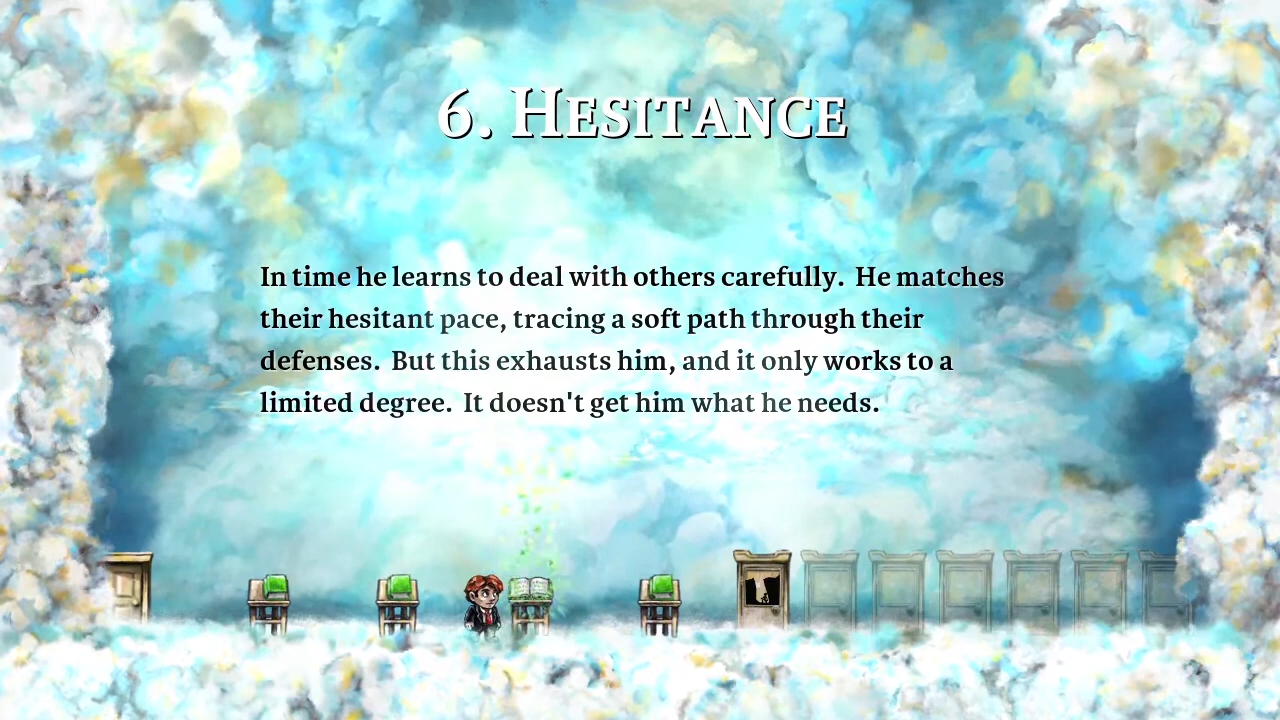 6. HESITANCE
In time he learns to deal with others carefully.  He matches
their hesitant pace, tracing a soft path through their
defenses.  But this exhausts him, and it only works to a
limited degree.  It doesn't get him what he needs.